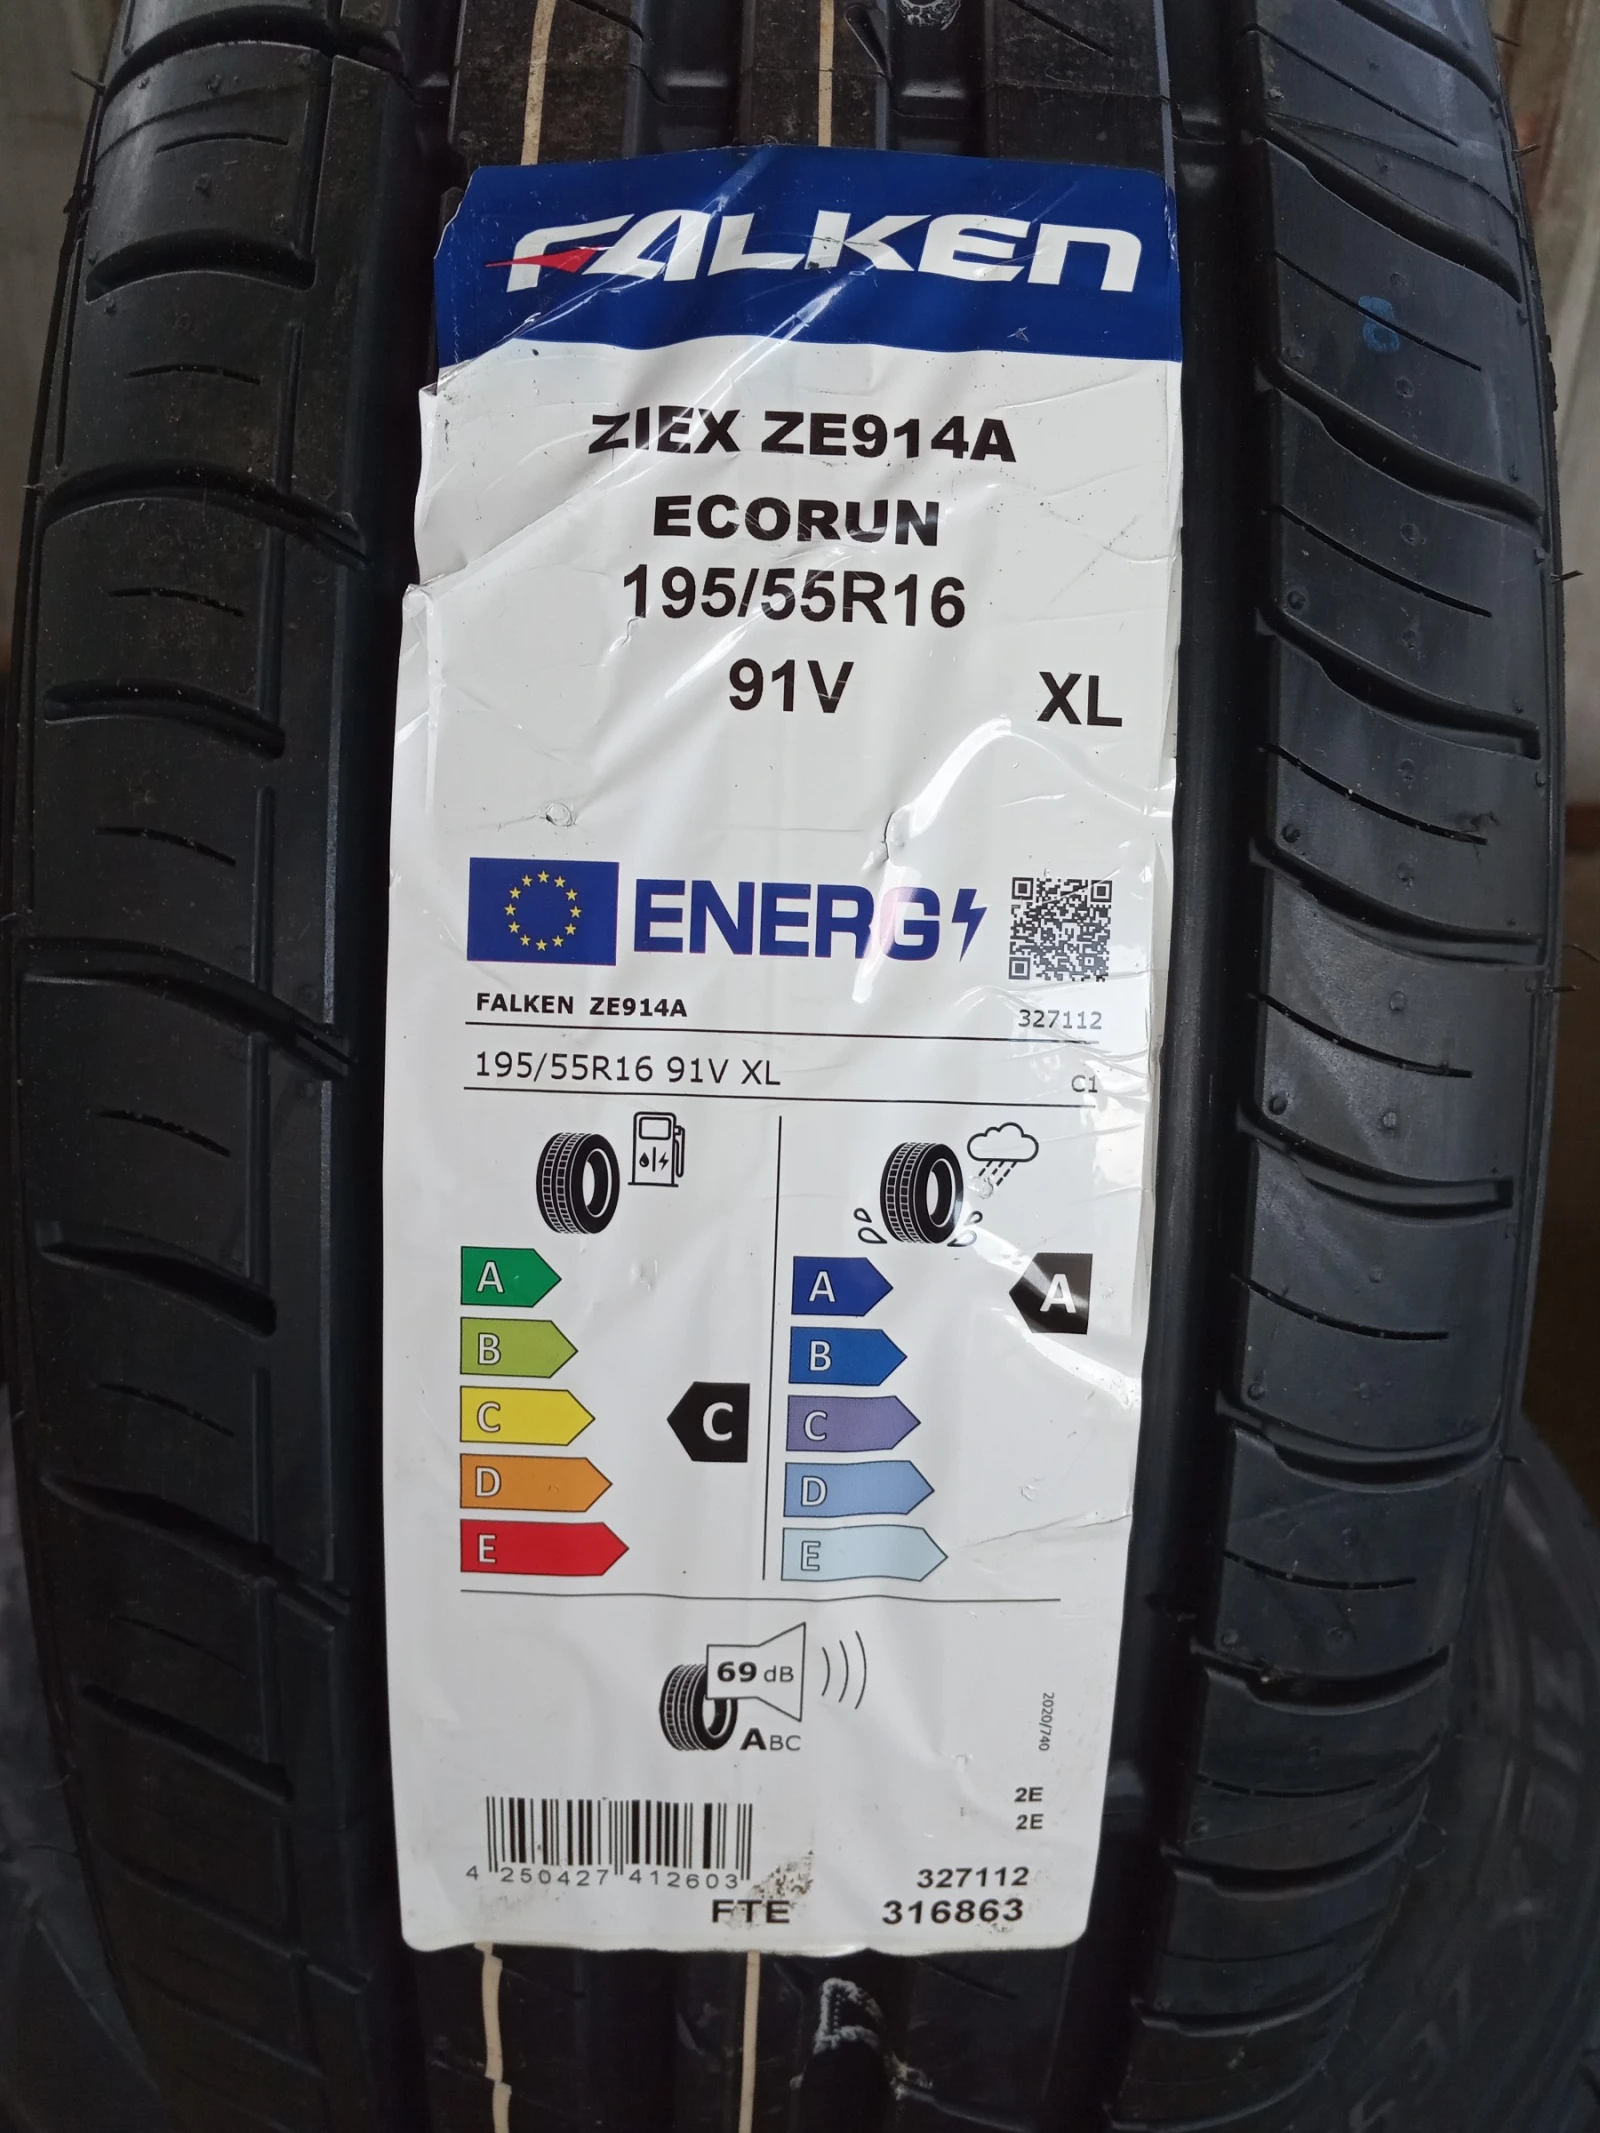 FALKEN
ZIEX ZE914A
ECORUN
195/55R16
91V XL
ENERG
FALKEN ZE914A 327112
195/55R16 91V XL C1
A A A
B B
C C C
D D
E E
69 dB
ABC
2020/740
2E
2E
4 250427 412603
327112
FTE 316863